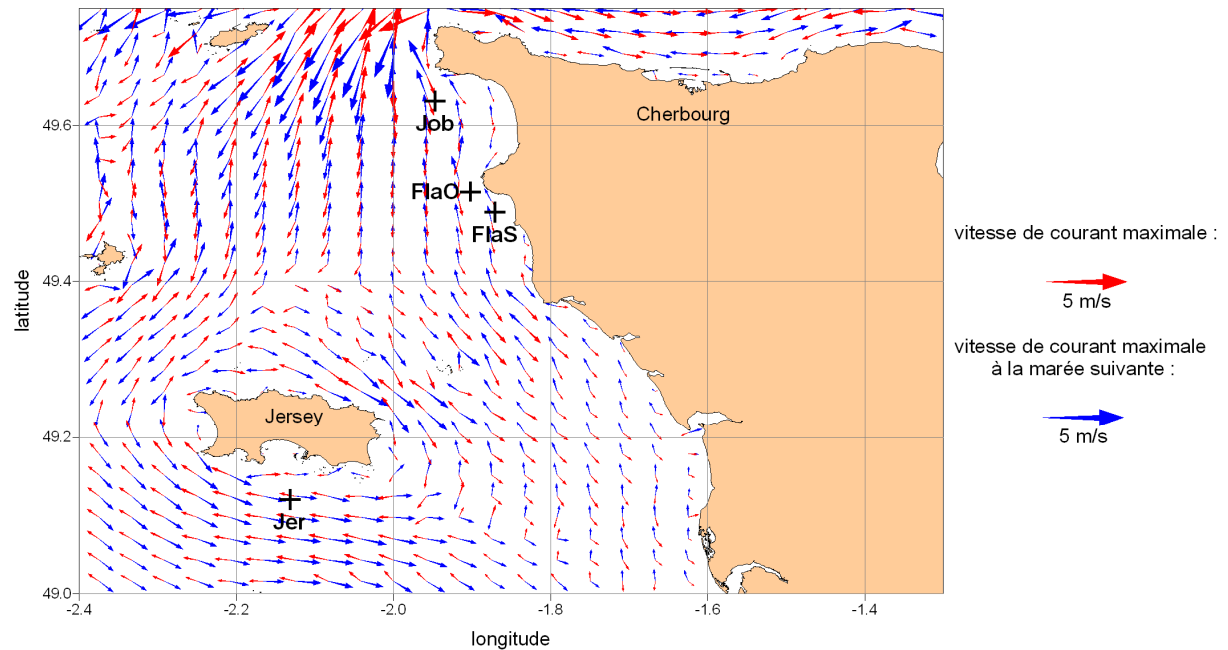 49.6
49.4
49.2
49.0
-2.4
-2.2
-2.0
-1.8
-1.6
-1.4
latitude
longitude
Cherbourg
Job
FlaO
FlaS
Jersey
Jer
vitesse de courant maximale :
5 m/s
vitesse de courant maximale
à la marée suivante :
5 m/s